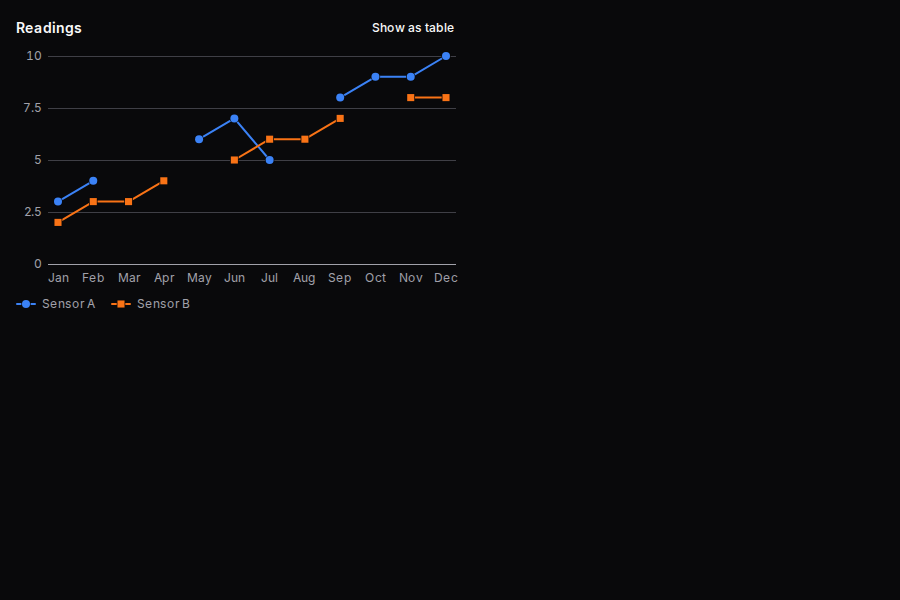 Readings
Show as table
10
7.5
5
2.5
0
Jan Feb Mar Apr May Jun Jul Aug Sep Oct Nov Dec
Sensor A Sensor B